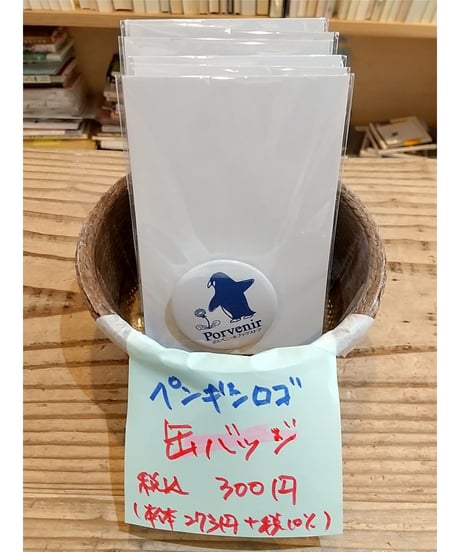 Porvenir
ペンギンロゴ
缶バッジ
税込 300円
(本体 273円+税10%)